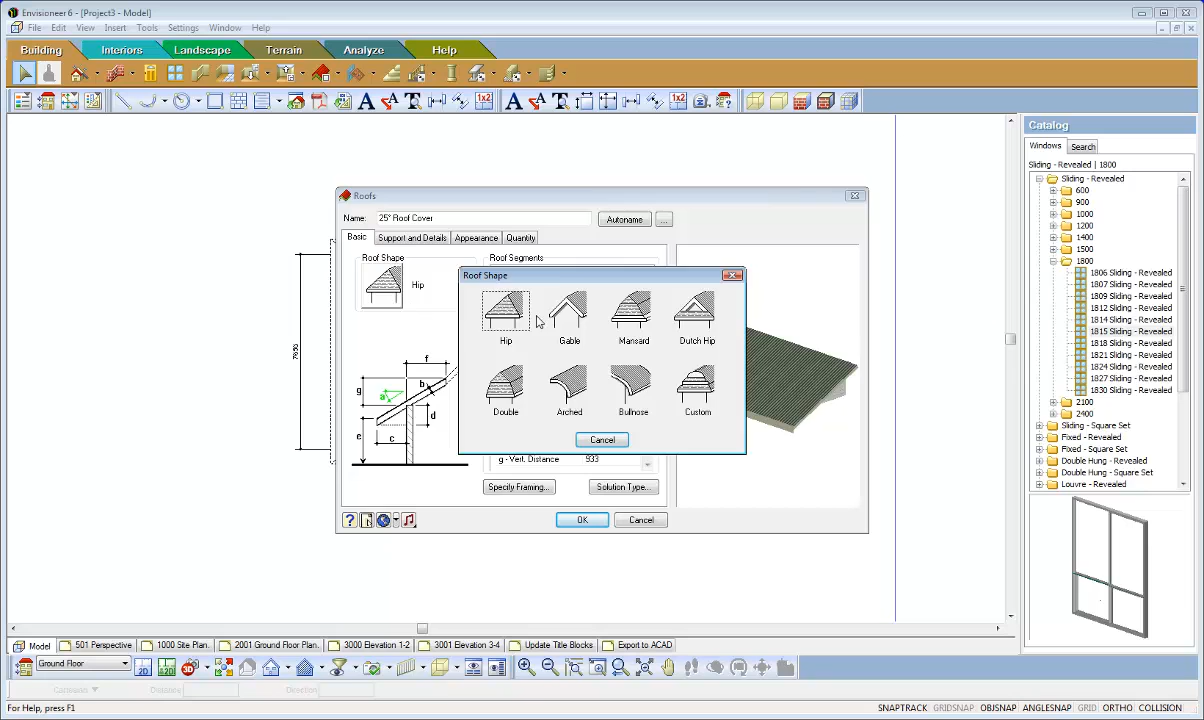 Envisioneer6 - [Project3 - Model]
File Edit View Insert Tools Settings Window Help
Building Interiors Landscape Terrain Analyze Help
A T 1x2 A T 1x2
Catalog
Windows Search
Sliding - Revealed | 1800
Sliding - Revealed
600
900
1000
1200
1400
1500
1800
1806 Sliding - Revealed
1807 Sliding - Revealed
1809 Sliding - Revealed
1812 Sliding - Revealed
1814 Sliding - Revealed
1815 Sliding - Revealed
1818 Sliding - Revealed
1821 Sliding - Revealed
1824 Sliding - Revealed
1827 Sliding - Revealed
1830 Sliding - Revealed
2100
2400
Sliding - Square Set
Fixed - Revealed
Fixed - Square Set
Double Hung - Revealed
Double Hung - Square Set
Louvre - Revealed
Roofs
Name: 25° Roof Cover Autoname ...
Basic Support and Details Appearance Quantity
Roof Shape
Hip
Roof Segments
f
g
a
b
d
e
c
g - Vert. Distance 933
Specify Framing... Solution Type...
OK Cancel
Roof Shape
Hip Gable Mansard Dutch Hip
Double Arched Bullnose Custom
Cancel
Model 501 Perspective 1000 Site Plan. 2001 Ground Floor Plan. 3000 Elevation 1-2 3001 Elevation 3-4 Update Title Blocks Export to ACAD
Ground Floor 2D 3D
Cartesian Distance Direction
For Help, press F1
SNAPTRACK GRIDSNAP OBJSNAP ANGLESNAP GRID ORTHO COLLISION